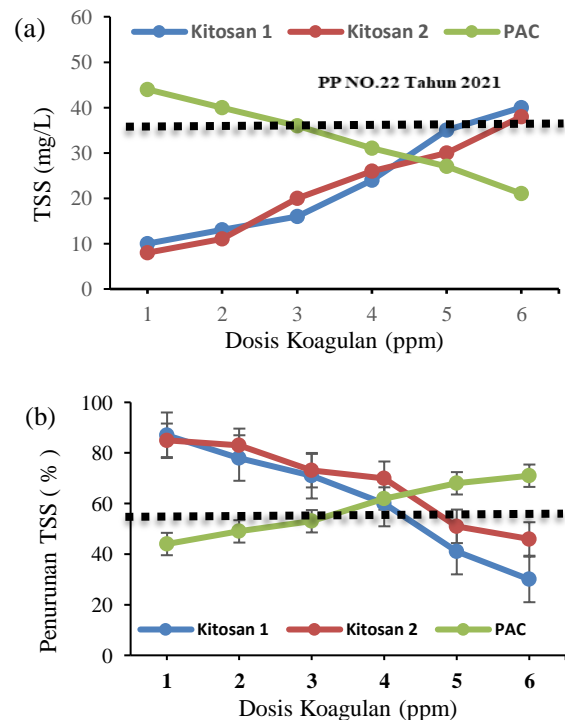 (a)
Kitosan 1 Kitosan 2 PAC
PP NO.22 Tahun 2021
TSS (mg/L)
60
50
40
30
20
10
0
1 2 3 4 5 6
Dosis Koagulan (ppm)
(b)
Penurunan TSS ( % )
100
80
60
40
20
0
Kitosan 1 Kitosan 2 PAC
1 2 3 4 5 6
Dosis Koagulan (ppm)